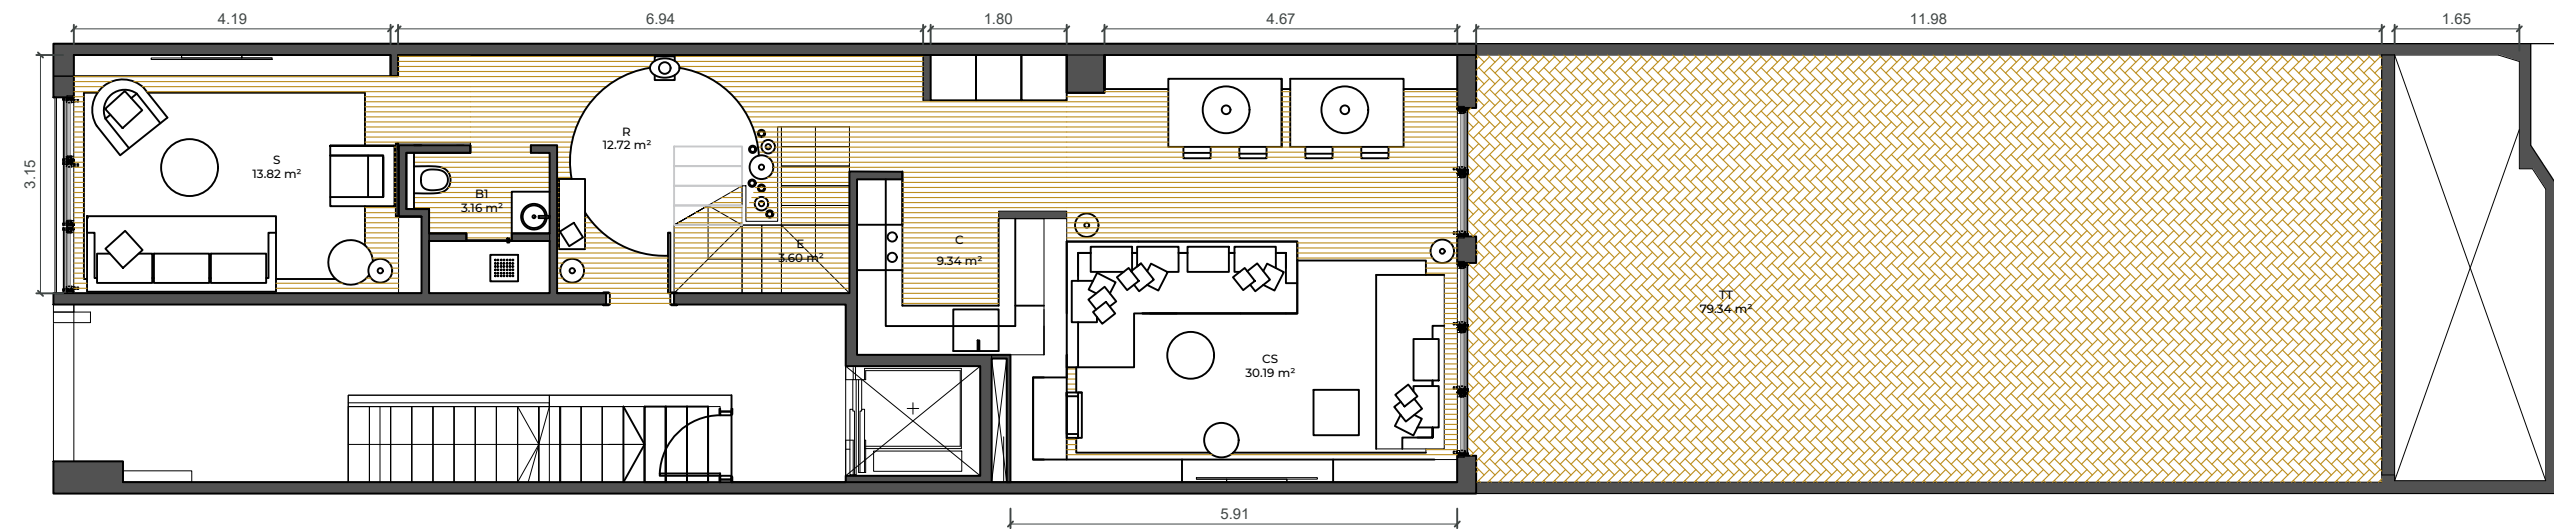 4.19
6.94
1.80
4.67
11.98
1.65
3.15
R
12.72 m²
S
13.82 m²
B1
3.16 m²
E
3.60 m²
C
9.34 m²
TT
79.34 m²
CS
30.19 m²
5.91